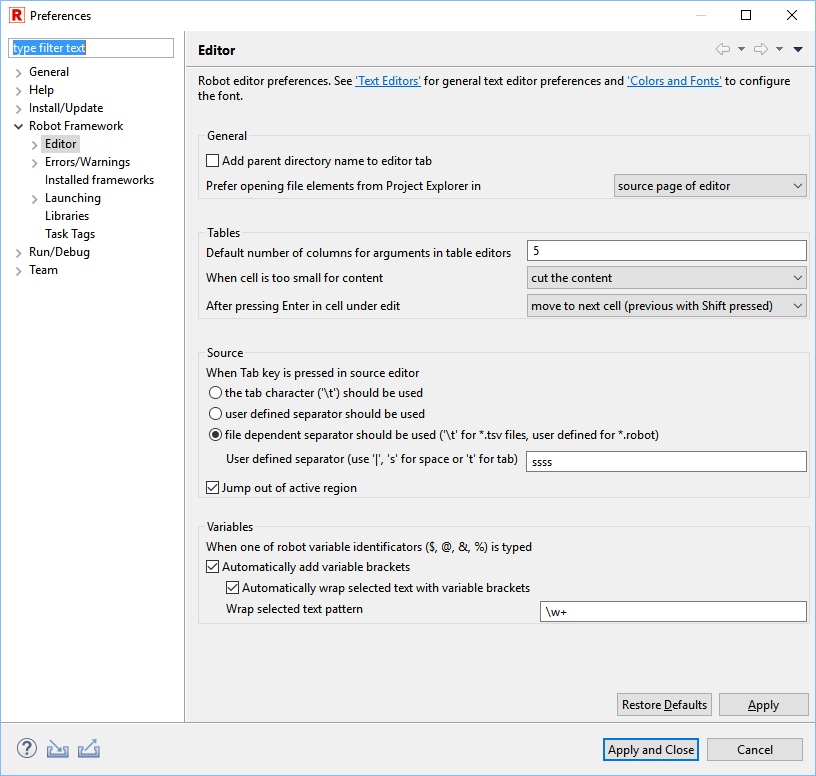 R Preferences
type filter text
General
Help
Install/Update
Robot Framework
Editor
Errors/Warnings
Installed frameworks
Launching
Libraries
Task Tags
Run/Debug
Team
Editor
Robot editor preferences. See 'Text Editors' for general text editor preferences and 'Colors and Fonts' to configure
the font.
General
Add parent directory name to editor tab
Prefer opening file elements from Project Explorer in source page of editor
Tables
Default number of columns for arguments in table editors 5
When cell is too small for content cut the content
After pressing Enter in cell under edit move to next cell (previous with Shift pressed)
Source
When Tab key is pressed in source editor
the tab character ('\t') should be used
user defined separator should be used
file dependent separator should be used ('\t' for *.tsv files, user defined for *.robot)
User defined separator (use '|', 's' for space or 't' for tab) ssss
Jump out of active region
Variables
When one of robot variable identificators ($, @, &, %) is typed
Automatically add variable brackets
Automatically wrap selected text with variable brackets
Wrap selected text pattern \w+
Restore Defaults Apply
? Apply and Close Cancel